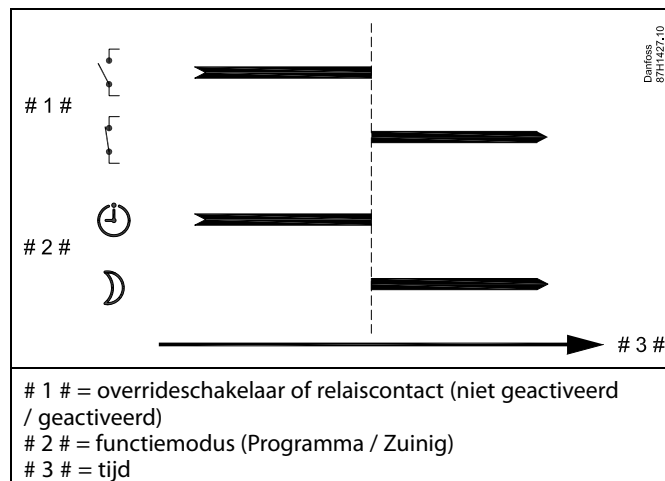 Danfoss
87H1427.10
# 1 #
# 2 #
# 3 #
# 1 # = overrideschakelaar of relaiscontact (niet geactiveerd
/ geactiveerd)
# 2 # = functiemodus (Programma / Zuinig)
# 3 # = tijd